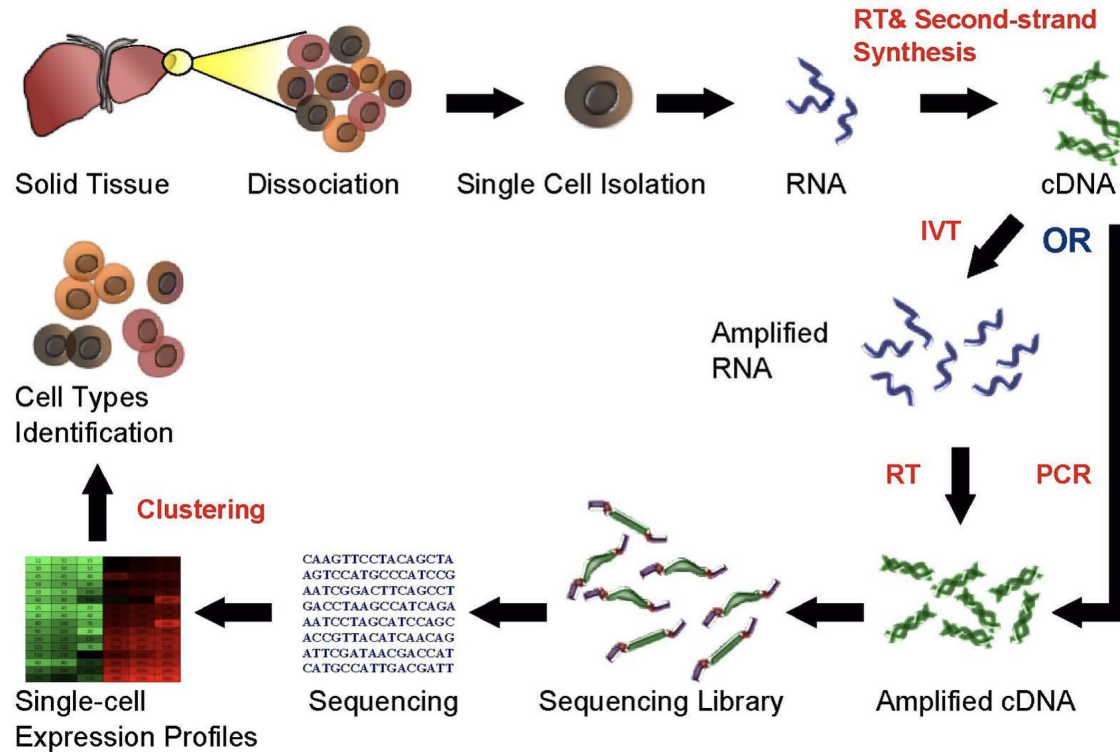 RT& Second-strand
Synthesis
Solid Tissue
Dissociation
Single Cell Isolation
RNA
cDNA
IVT
OR
Amplified
RNA
RT
PCR
Amplified cDNA
Sequencing Library
CAAGTTCCTACAGCTA
AGTCCATGCCCATCCG
AATCGGACTTCAGCCT
GACCTAAGCCATCAGA
AATCCTAGCATCCAGC
ACCGTTACATCAACAG
ATTCGATAACGACCAT
CATGCCATTGACGATT
Sequencing
Single-cell
Expression Profiles
Clustering
Cell Types
Identification